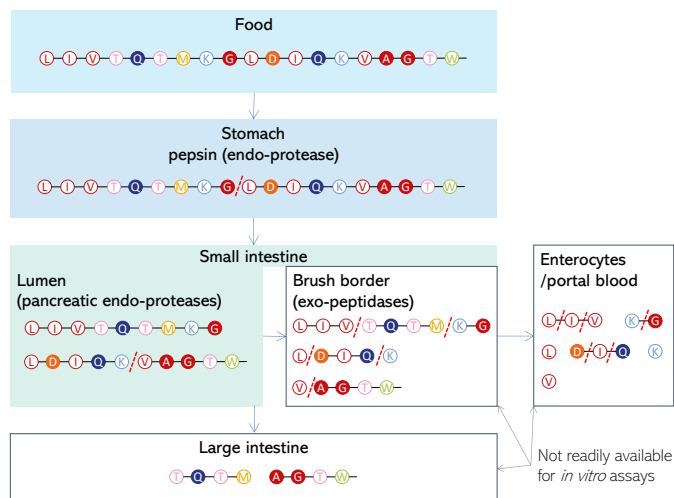 Food
L I V T Q T M K G L D I Q K V A G T W
Stomach
pepsin (endo-protease)
L I V T Q T M K G L D I Q K V A G T W
Small intestine
Lumen
(pancreatic endo-proteases)
L I V T Q T M K G
L D I Q K V A G T W
Brush border
(exo-peptidases)
L I V T Q T M K G
L D I Q K
V A G T W
Enterocytes
/portal blood
L I V K G
L D I Q K
V
Large intestine
T Q T M A G T W
Not readily available
for in vitro assays